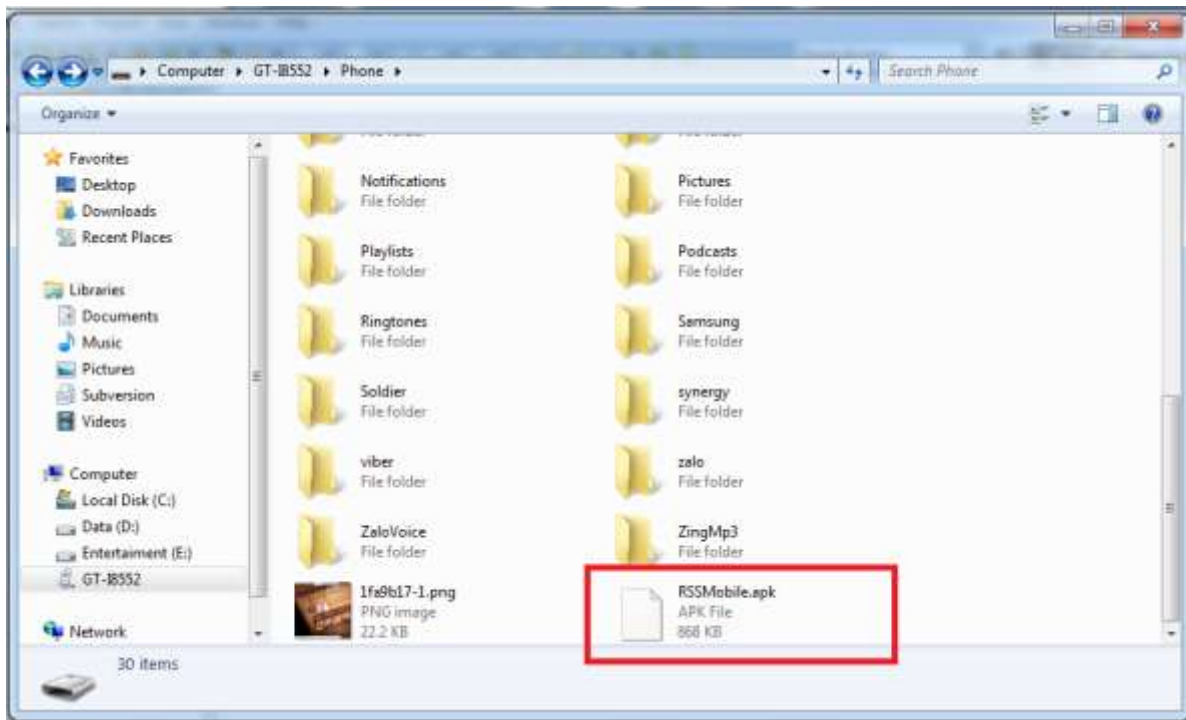 Computer ▸ GT-I8552 ▸ Phone ▸
Search Phone
Organize
Favorites
Desktop
Downloads
Recent Places
Libraries
Documents
Music
Pictures
Subversion
Videos
Computer
Local Disk (C:)
Data (D:)
Entertaiment (E:)
GT-I8552
Network
Notifications
File folder
Pictures
File folder
Playlists
File folder
Podcasts
File folder
Ringtones
File folder
Samsung
File folder
Soldier
File folder
synergy
File folder
viber
File folder
zalo
File folder
ZaloVoice
File folder
ZingMp3
File folder
1fa9b17-1.png
PNG image
22.2 KB
RSSMobile.apk
APK File
868 KB
30 items